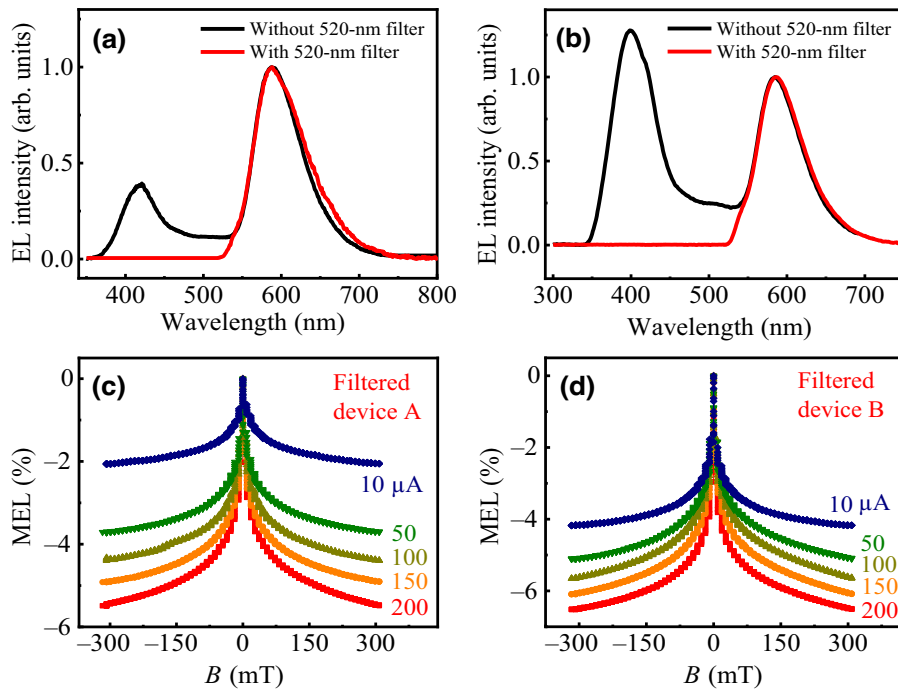 (a)
Without 520-nm filter
With 520-nm filter
EL intensity (arb. units)
1.0
0.5
0.0
400 500 600 700 800
Wavelength (nm)
(b)
Without 520-nm filter
With 520-nm filter
EL intensity (arb. units)
1.0
0.5
0.0
300 400 500 600 700
Wavelength (nm)
(c)
Filtered
device A
MEL (%)
0
−2
−4
−6
10 µA
50
100
150
200
−300 −150 0 150 300
B (mT)
(d)
Filtered
device B
MEL (%)
0
−2
−4
−6
10 µA
50
100
150
200
−300 −150 0 150 300
B (mT)